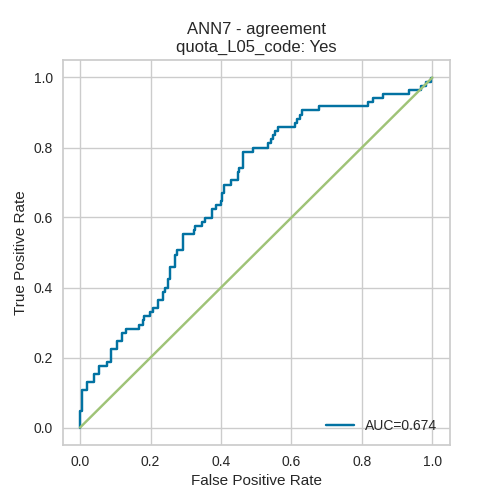 ANN7 - agreement
quota_L05_code: Yes
1.0
0.8
0.6
0.4
0.2
0.0
True Positive Rate
AUC=0.674
0.0 0.2 0.4 0.6 0.8 1.0
False Positive Rate